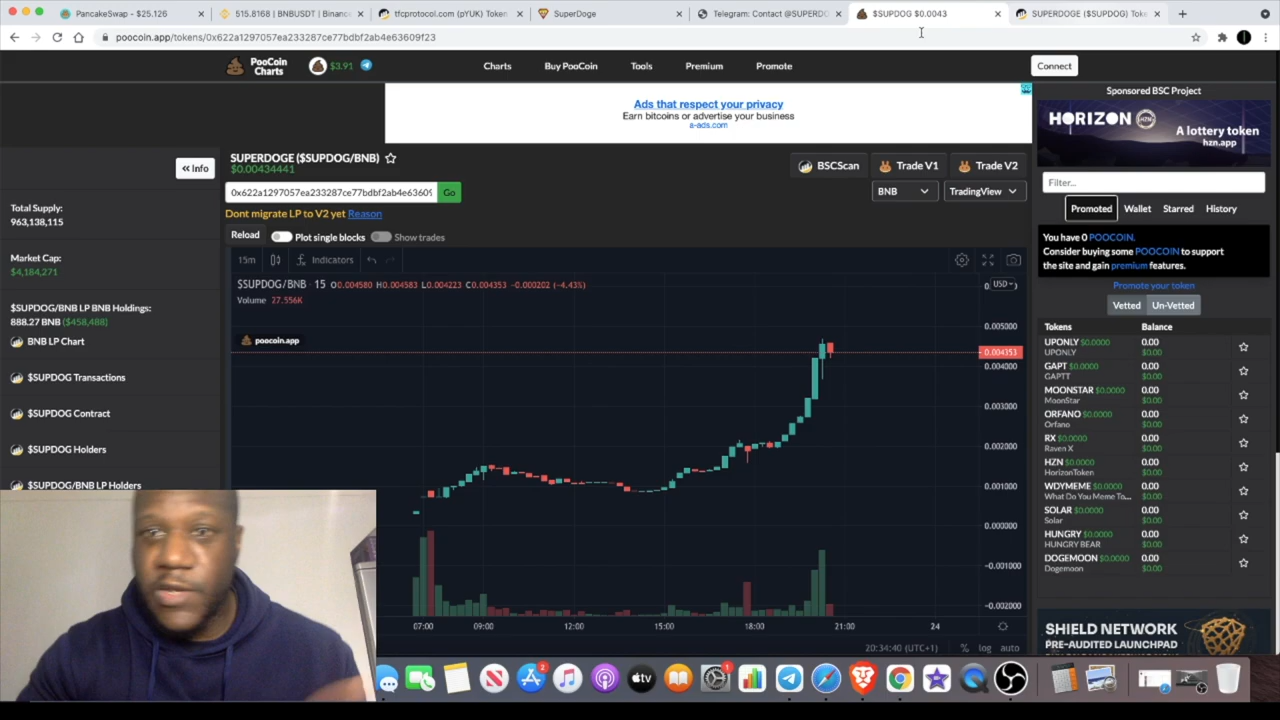 PancakeSwap - $25.126
515.8168 | BNBUSDT | Binanc
tfcprotocol.com (pYUK) Token
SuperDoge
Telegram: Contact @SUPERDO
$SUPDOG $0.0043
SUPERDOGE ($SUPDOG) Toke
poocoin.app/tokens/0x622a1297057ea233287ce77bdbf2ab4e63609f23
PooCoin
Charts
$3.91
Charts
Buy PooCoin
Tools
Premium
Promote
Connect
Ads that respect your privacy
Earn bitcoins or advertise your business
a-ads.com
Sponsored BSC Project
HORIZON HZN
A lottery token
hzn.app
« Info
SUPERDOGE ($SUPDOG/BNB)
$0.00434441
BSCScan
Trade V1
Trade V2
0x622a1297057ea233287ce77bdbf2ab4e63609
Go
BNB
TradingView
Dont migrate LP to V2 yet Reason
Reload
Plot single blocks
Show trades
Total Supply:
963,138,115
Market Cap:
$4,184,271
$SUPDOG/BNB LP BNB Holdings:
888.27 BNB ($458,488)
BNB LP Chart
$SUPDOG Transactions
$SUPDOG Contract
$SUPDOG Holders
$SUPDOG/BNB LP Holders
15m
Indicators
$SUPDOG/BNB · 15 O0.004580 H0.004583 L0.004223 C0.004353 -0.000202 (-4.43%)
Volume 27.556K
USD
poocoin.app
0.005000
0.004353
0.004000
0.003000
0.002000
0.001000
0.000000
-0.001000
-0.002000
07:00
09:00
12:00
15:00
18:00
21:00
24
20:34:40 (UTC+1)
%
log
auto
Filter...
Promoted
Wallet
Starred
History
You have 0 POOCOIN.
Consider buying some POOCOIN to support
the site and gain premium features.
Promote your token
Vetted
Un-Vetted
Tokens
Balance
UPONLY $0.0000
0.00
UPONLY
$0.00
GAPT $0.0000
0.00
GAPTT
$0.00
MOONSTAR $0.0000
0.00
MoonStar
$0.00
ORFANO $0.0000
0.00
Orfano
$0.00
RX $0.0000
0.00
Raven X
$0.00
HZN $0.0000
0.00
HorizonToken
$0.00
WDYMEME $0.0000
0.00
What Do You Meme To...
$0.00
SOLAR $0.0000
0.00
Solar
$0.00
HUNGRY $0.0000
0.00
HUNGRY BEAR
$0.00
DOGEMOON $0.0000
0.00
Dogemoon
$0.00
SHIELD NETWORK
PRE-AUDITED LAUNCHPAD
2
tv
1